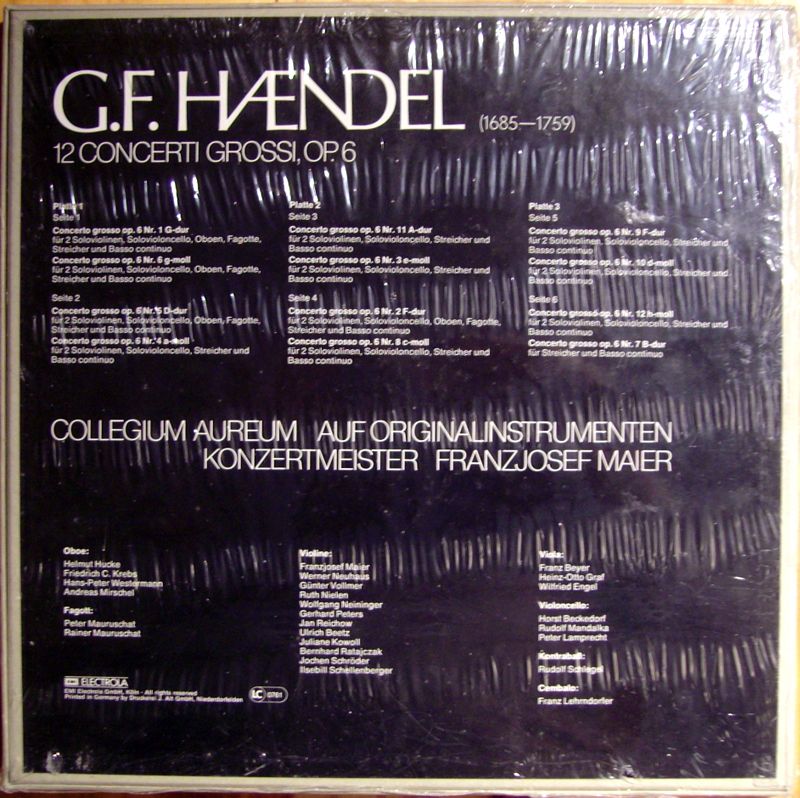 G.F. HÆNDEL (1685—1759)
12 CONCERTI GROSSI, OP. 6
Platte 1
Seite 1
Concerto grosso op. 6 Nr. 1 G-dur
für 2 Soloviolinen, Solovioloncello, Oboen, Fagotte,
Streicher und Basso continuo
Concerto grosso op. 6 Nr. 6 g-moll
für 2 Soloviolinen, Solovioloncello, Oboen, Fagotte,
Streicher und Basso continuo
Seite 2
Concerto grosso op. 6 Nr. 5 D-dur
für 2 Soloviolinen, Solovioloncello, Oboen, Fagotte,
Streicher und Basso continuo
Concerto grosso op. 6 Nr. 4 a-moll
für 2 Soloviolinen, Solovioloncello, Streicher und
Basso continuo
Platte 2
Seite 3
Concerto grosso op. 6 Nr. 11 A-dur
für 2 Soloviolinen, Solovioloncello, Streicher und
Basso continuo
Concerto grosso op. 6 Nr. 3 e-moll
für 2 Soloviolinen, Solovioloncello, Streicher und
Basso continuo
Seite 4
Concerto grosso op. 6 Nr. 2 F-dur
für 2 Soloviolinen, Solovioloncello, Oboen, Fagotte,
Streicher und Basso continuo
Concerto grosso op. 6 Nr. 8 c-moll
für 2 Soloviolinen, Solovioloncello, Streicher und
Basso continuo
Platte 3
Seite 5
Concerto grosso op. 6 Nr. 9 F-dur
für 2 Soloviolinen, Solovioloncello, Streicher und
Basso continuo
Concerto grosso op. 6 Nr. 10 d-moll
für 2 Soloviolinen, Solovioloncello, Streicher und
Basso continuo
Seite 6
Concerto grosso op. 6 Nr. 12 h-moll
für 2 Soloviolinen, Solovioloncello, Streicher und
Basso continuo
Concerto grosso op. 6 Nr. 7 B-dur
für Streicher und Basso continuo
COLLEGIUM AUREUM AUF ORIGINALINSTRUMENTEN
KONZERTMEISTER FRANZJOSEF MAIER
Oboe:
Helmut Hucke
Friedrich C. Krebs
Hans-Peter Westermann
Andreas Mirschel
Fagott:
Peter Mauruschat
Rainer Mauruschat
Violine:
Franzjosef Maier
Werner Neuhaus
Günter Vollmer
Ruth Nielen
Wolfgang Neininger
Gerhard Peters
Jan Reichow
Ulrich Beetz
Juliane Kowoll
Bernhard Ratajczak
Jochen Schröder
Ilsebill Schellenberger
Viola:
Franz Beyer
Heinz-Otto Graf
Wilfried Engel
Violoncello:
Horst Beckedorf
Rudolf Mandalka
Peter Lamprecht
Kontrabaß:
Rudolf Schlegel
Cembalo:
Franz Lehrndorfer
EMI ELECTROLA
EMI Electrola GmbH, Köln · All rights reserved
Printed in Germany by Druckerei J. Alt GmbH, Niederdorfelden
LC 0761